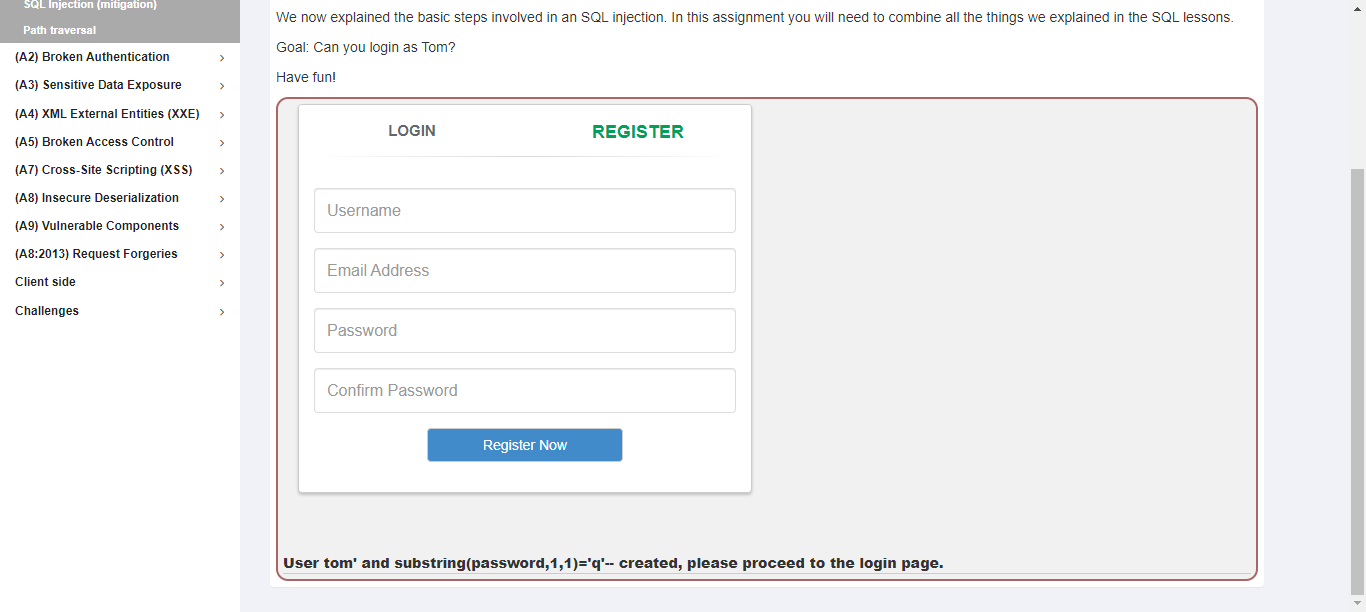 SQL Injection (mitigation)
Path traversal
(A2) Broken Authentication
(A3) Sensitive Data Exposure
(A4) XML External Entities (XXE)
(A5) Broken Access Control
(A7) Cross-Site Scripting (XSS)
(A8) Insecure Deserialization
(A9) Vulnerable Components
(A8:2013) Request Forgeries
Client side
Challenges
We now explained the basic steps involved in an SQL injection. In this assignment you will need to combine all the things we explained in the SQL lessons.
Goal: Can you login as Tom?
Have fun!
LOGIN
REGISTER
Username
Email Address
Password
Confirm Password
Register Now
User tom' and substring(password,1,1)='q'-- created, please proceed to the login page.